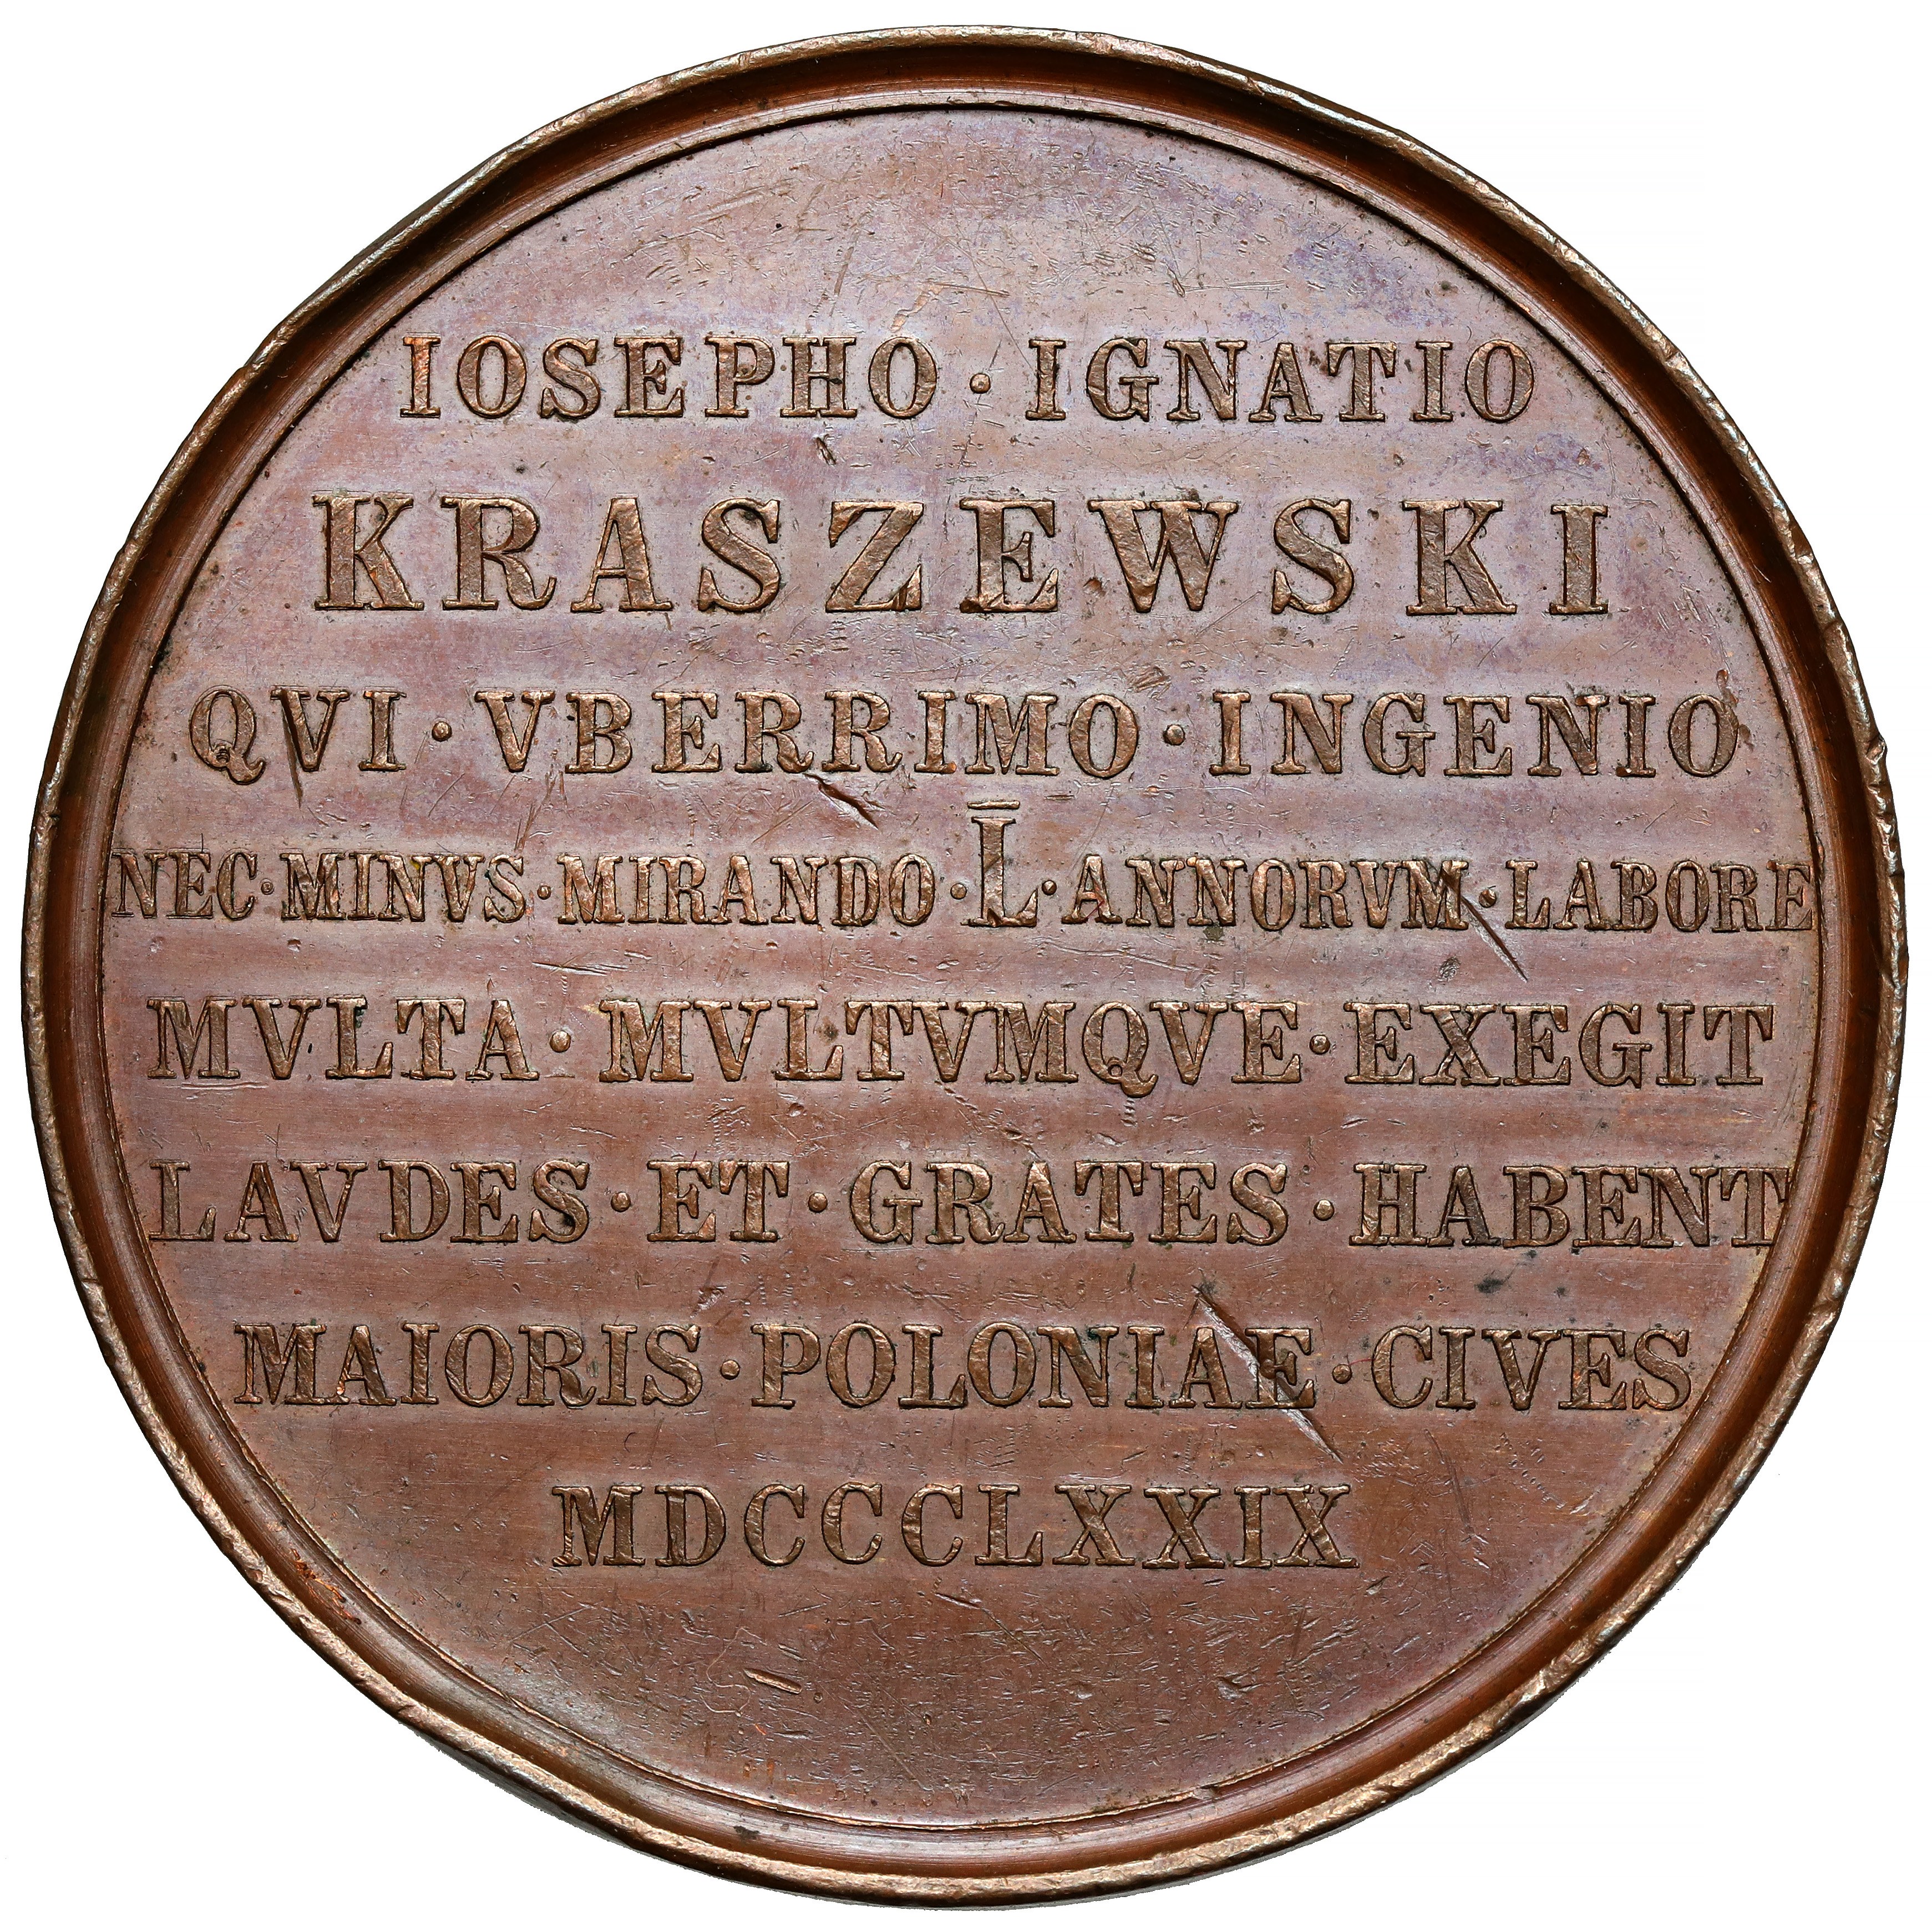 IOSEPHO · IGNATIO
KRASZEWSKI
QVI · VBERRIMO · INGENIO
NEC · MINVS · MIRANDO · L̅ · ANNORVM · LABORE
MVLTA · MVLTVMQVE · EXEGIT
LAVDES · ET · GRATES · HABENT
MAIORIS · POLONIAE · CIVES
MDCCCLXXIX